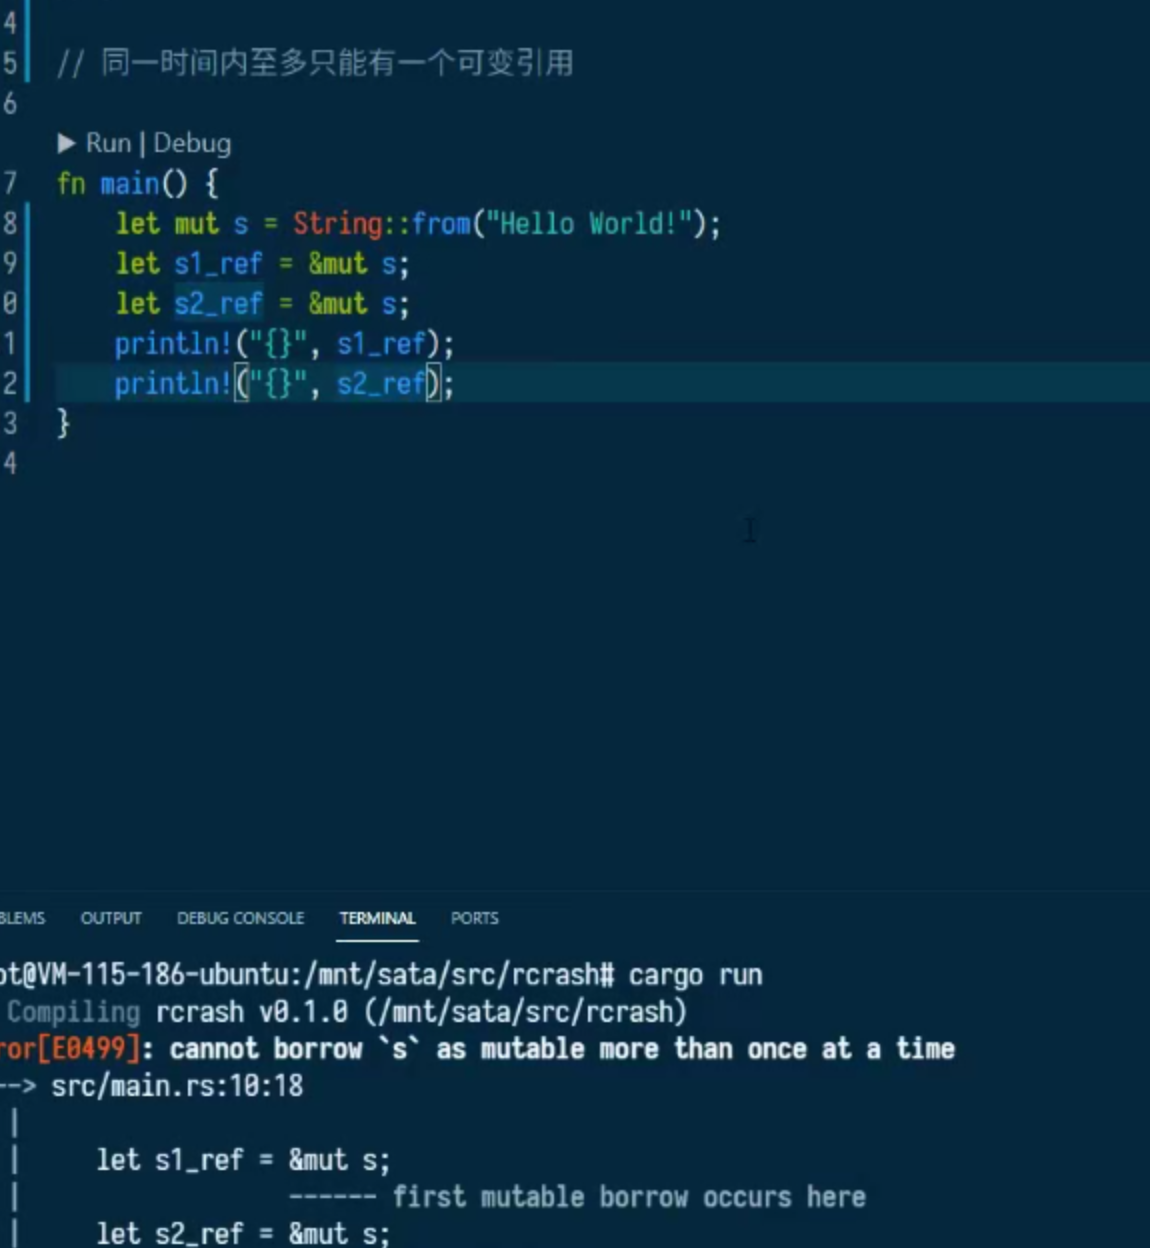 4
5 // 同一时间内至多只能有一个可变引用
6
▶ Run | Debug
7 fn main() {
8 let mut s = String::from("Hello World!");
9 let s1_ref = &mut s;
0 let s2_ref = &mut s;
1 println!("{}", s1_ref);
2 println!("{}", s2_ref);
3 }
4
BLEMS OUTPUT DEBUG CONSOLE TERMINAL PORTS
ot@VM-115-186-ubuntu:/mnt/sata/src/rcrash# cargo run
Compiling rcrash v0.1.0 (/mnt/sata/src/rcrash)
ror[E0499]: cannot borrow `s` as mutable more than once at a time
--> src/main.rs:10:18
|
| let s1_ref = &mut s;
| ------ first mutable borrow occurs here
| let s2_ref = &mut s;